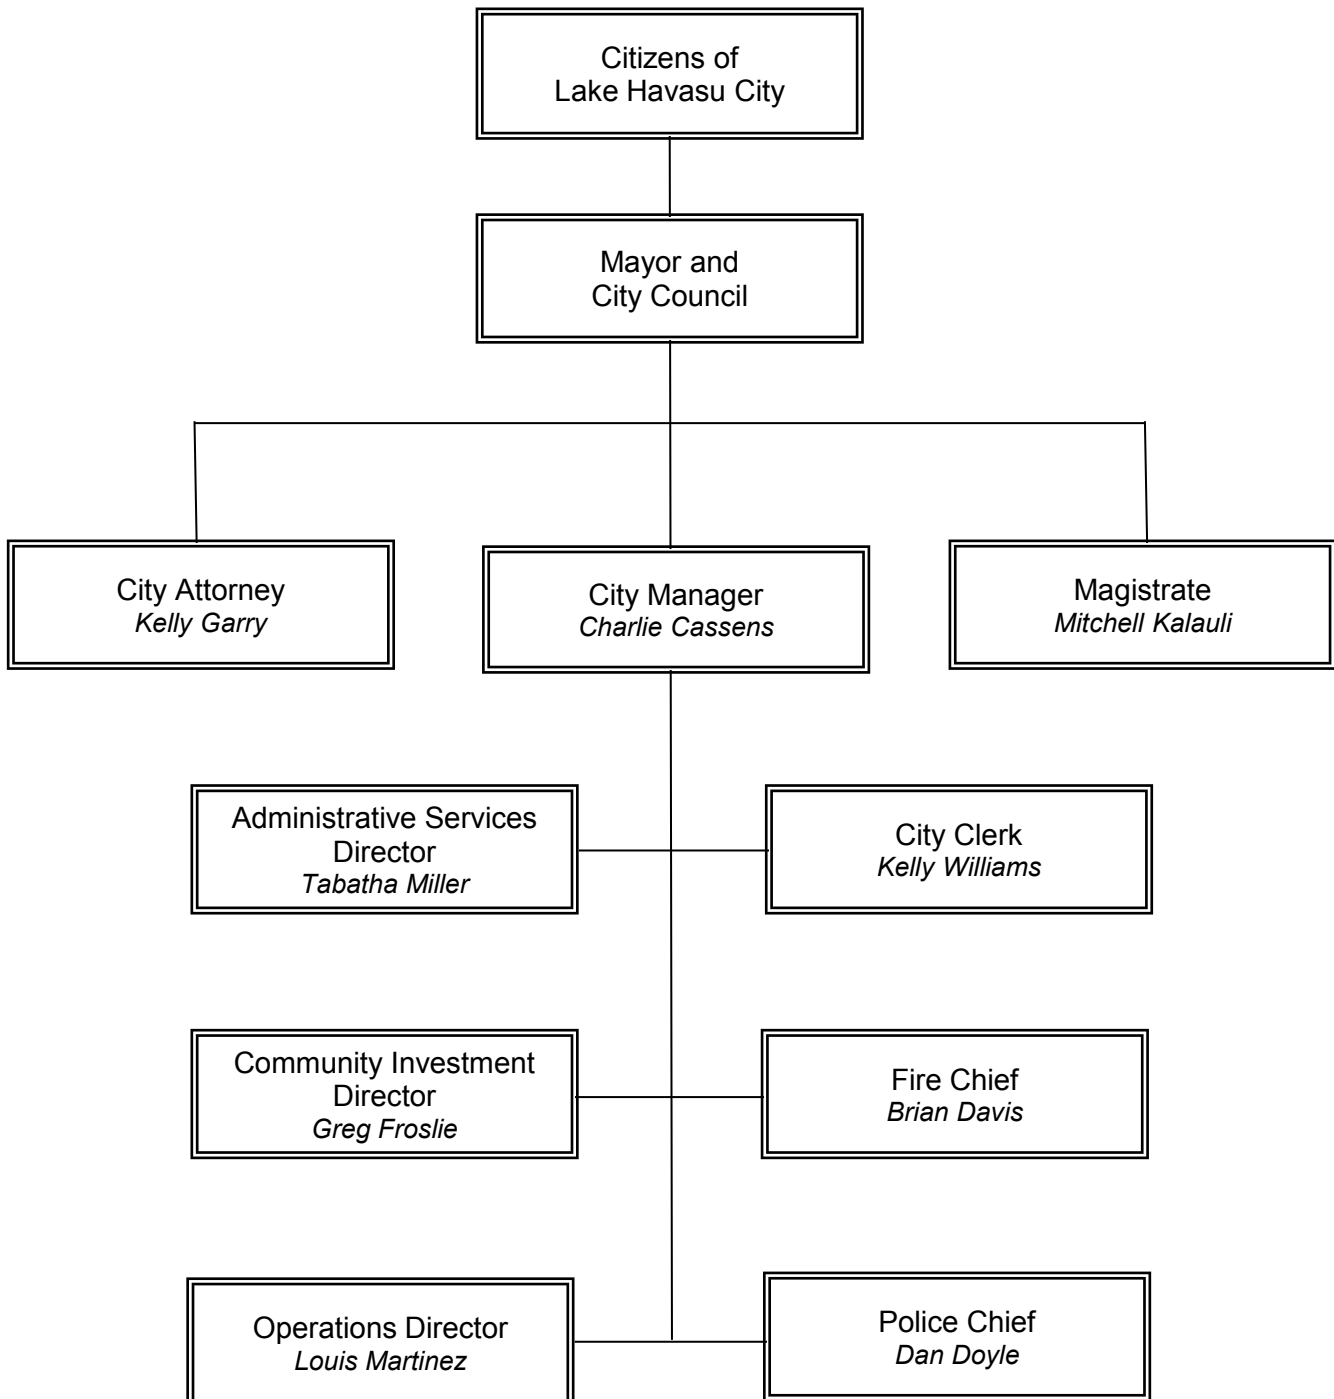 Citizens of
Lake Havasu City
Mayor and
City Council
City Attorney
Kelly Garry
City Manager
Charlie Cassens
Magistrate
Mitchell Kalauli
Administrative Services
Director
Tabatha Miller
City Clerk
Kelly Williams
Community Investment
Director
Greg Froslie
Fire Chief
Brian Davis
Operations Director
Louis Martinez
Police Chief
Dan Doyle